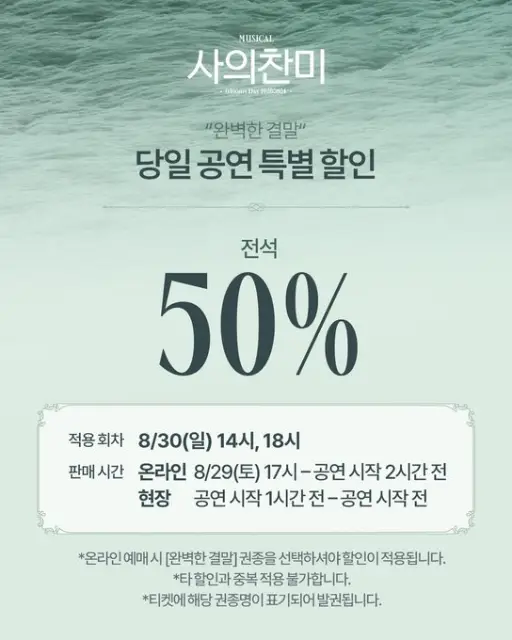 MUSICAL
사의찬미
"완벽한 결말"
당일 공연 특별 할인
전석
50%
적용 회차 8/30(일) 14시, 18시
판매 시간 온라인 8/29(토) 17시 – 공연 시작 2시간 전
현장 공연 시작 1시간 전 – 공연 시작 전
*온라인 예매 시 [완벽한 결말] 권종을 선택하셔야 할인이 적용됩니다.
*타 할인과 중복 적용 불가합니다.
*티켓에 해당 권종명이 표기되어 발권됩니다.